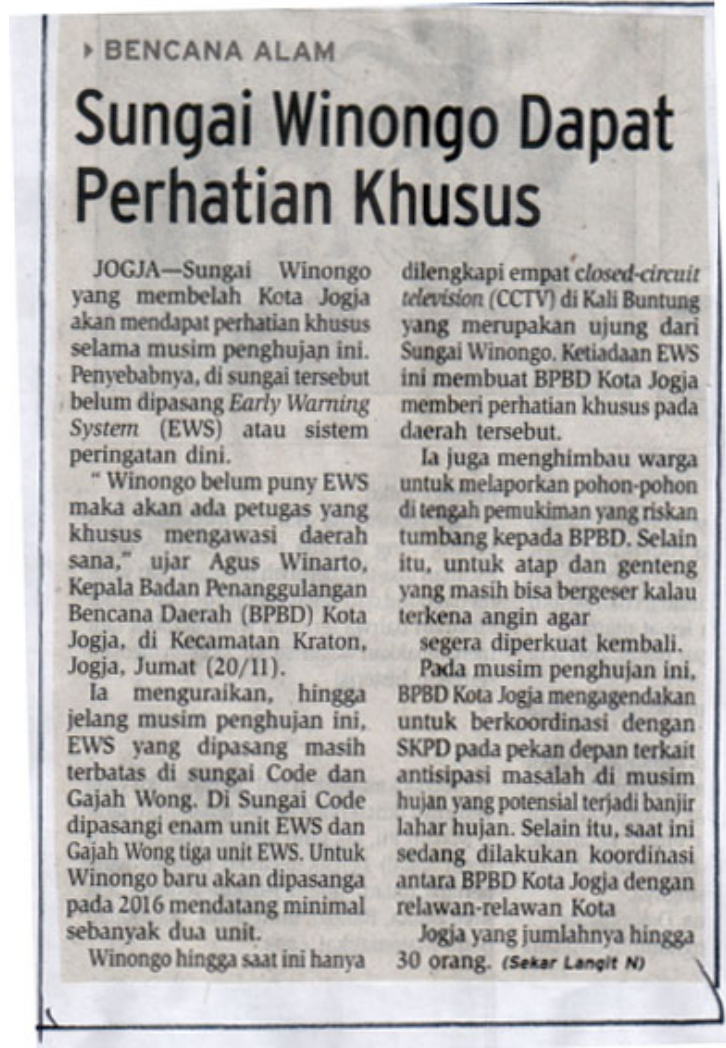 ▸ BENCANA ALAM
Sungai Winongo Dapat
Perhatian Khusus
JOGJA—Sungai Winongo
yang membelah Kota Jogja
akan mendapat perhatian khusus
selama musim penghujan ini.
Penyebabnya, di sungai tersebut
belum dipasang Early Warning
System (EWS) atau sistem
peringatan dini.
“ Winongo belum puny EWS
maka akan ada petugas yang
khusus mengawasi daerah
sana,” ujar Agus Winarto,
Kepala Badan Penanggulangan
Bencana Daerah (BPBD) Kota
Jogja, di Kecamatan Kraton,
Jogja, Jumat (20/11).
Ia menguraikan, hingga
jelang musim penghujan ini,
EWS yang dipasang masih
terbatas di sungai Code dan
Gajah Wong. Di Sungai Code
dipasangi enam unit EWS dan
Gajah Wong tiga unit EWS. Untuk
Winongo baru akan dipasanga
pada 2016 mendatang minimal
sebanyak dua unit.
Winongo hingga saat ini hanya
dilengkapi empat closed-circuit
television (CCTV) di Kali Buntung
yang merupakan ujung dari
Sungai Winongo. Ketiadaan EWS
ini membuat BPBD Kota Jogja
memberi perhatian khusus pada
daerah tersebut.
Ia juga menghimbau warga
untuk melaporkan pohon-pohon
di tengah pemukiman yang riskan
tumbang kepada BPBD. Selain
itu, untuk atap dan genteng
yang masih bisa bergeser kalau
terkena angin agar
segera diperkuat kembali.
Pada musim penghujan ini,
BPBD Kota Jogja mengagendakan
untuk berkoordinasi dengan
SKPD pada pekan depan terkait
antisipasi masalah di musim
hujan yang potensial terjadi banjir
lahar hujan. Selain itu, saat ini
sedang dilakukan koordinasi
antara BPBD Kota Jogja dengan
relawan-relawan Kota
Jogja yang jumlahnya hingga
30 orang. (Sekar Langit N)